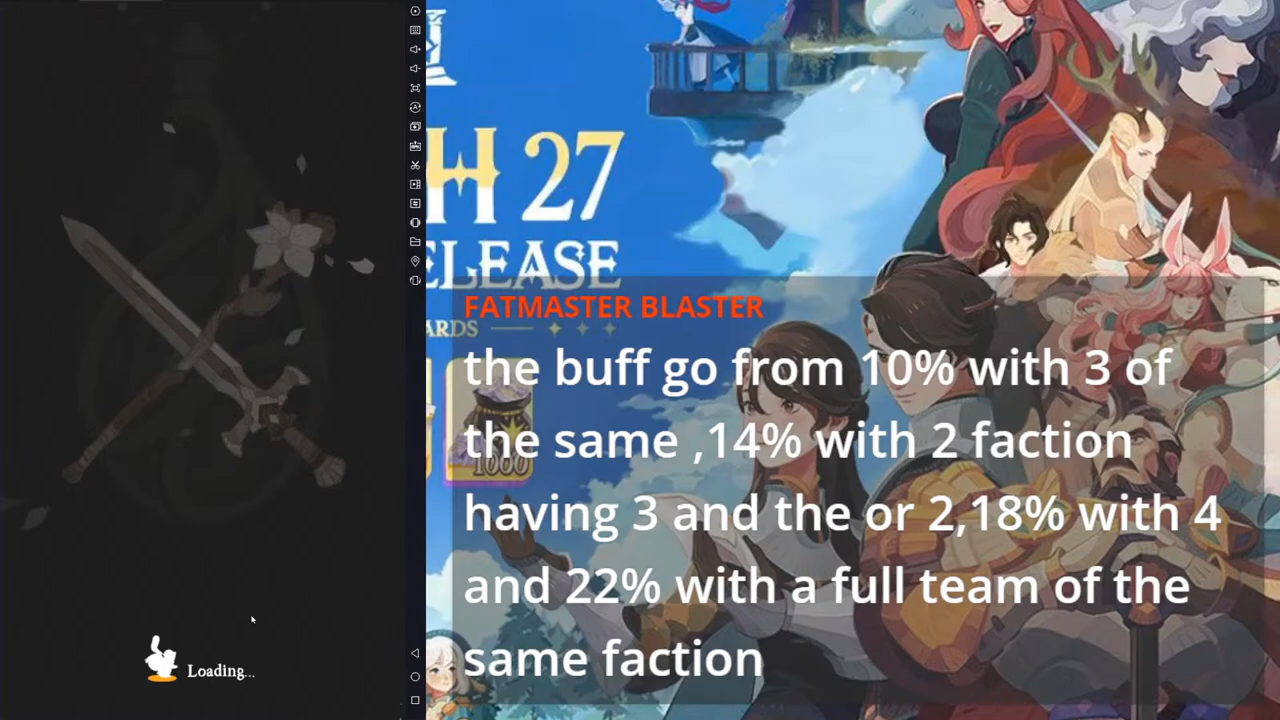 H 27
ELEASE
ARDS
1000
FATMASTER BLASTER
the buff go from 10% with 3 of
the same ,14% with 2 faction
having 3 and the or 2,18% with 4
and 22% with a full team of the
same faction
Loading...